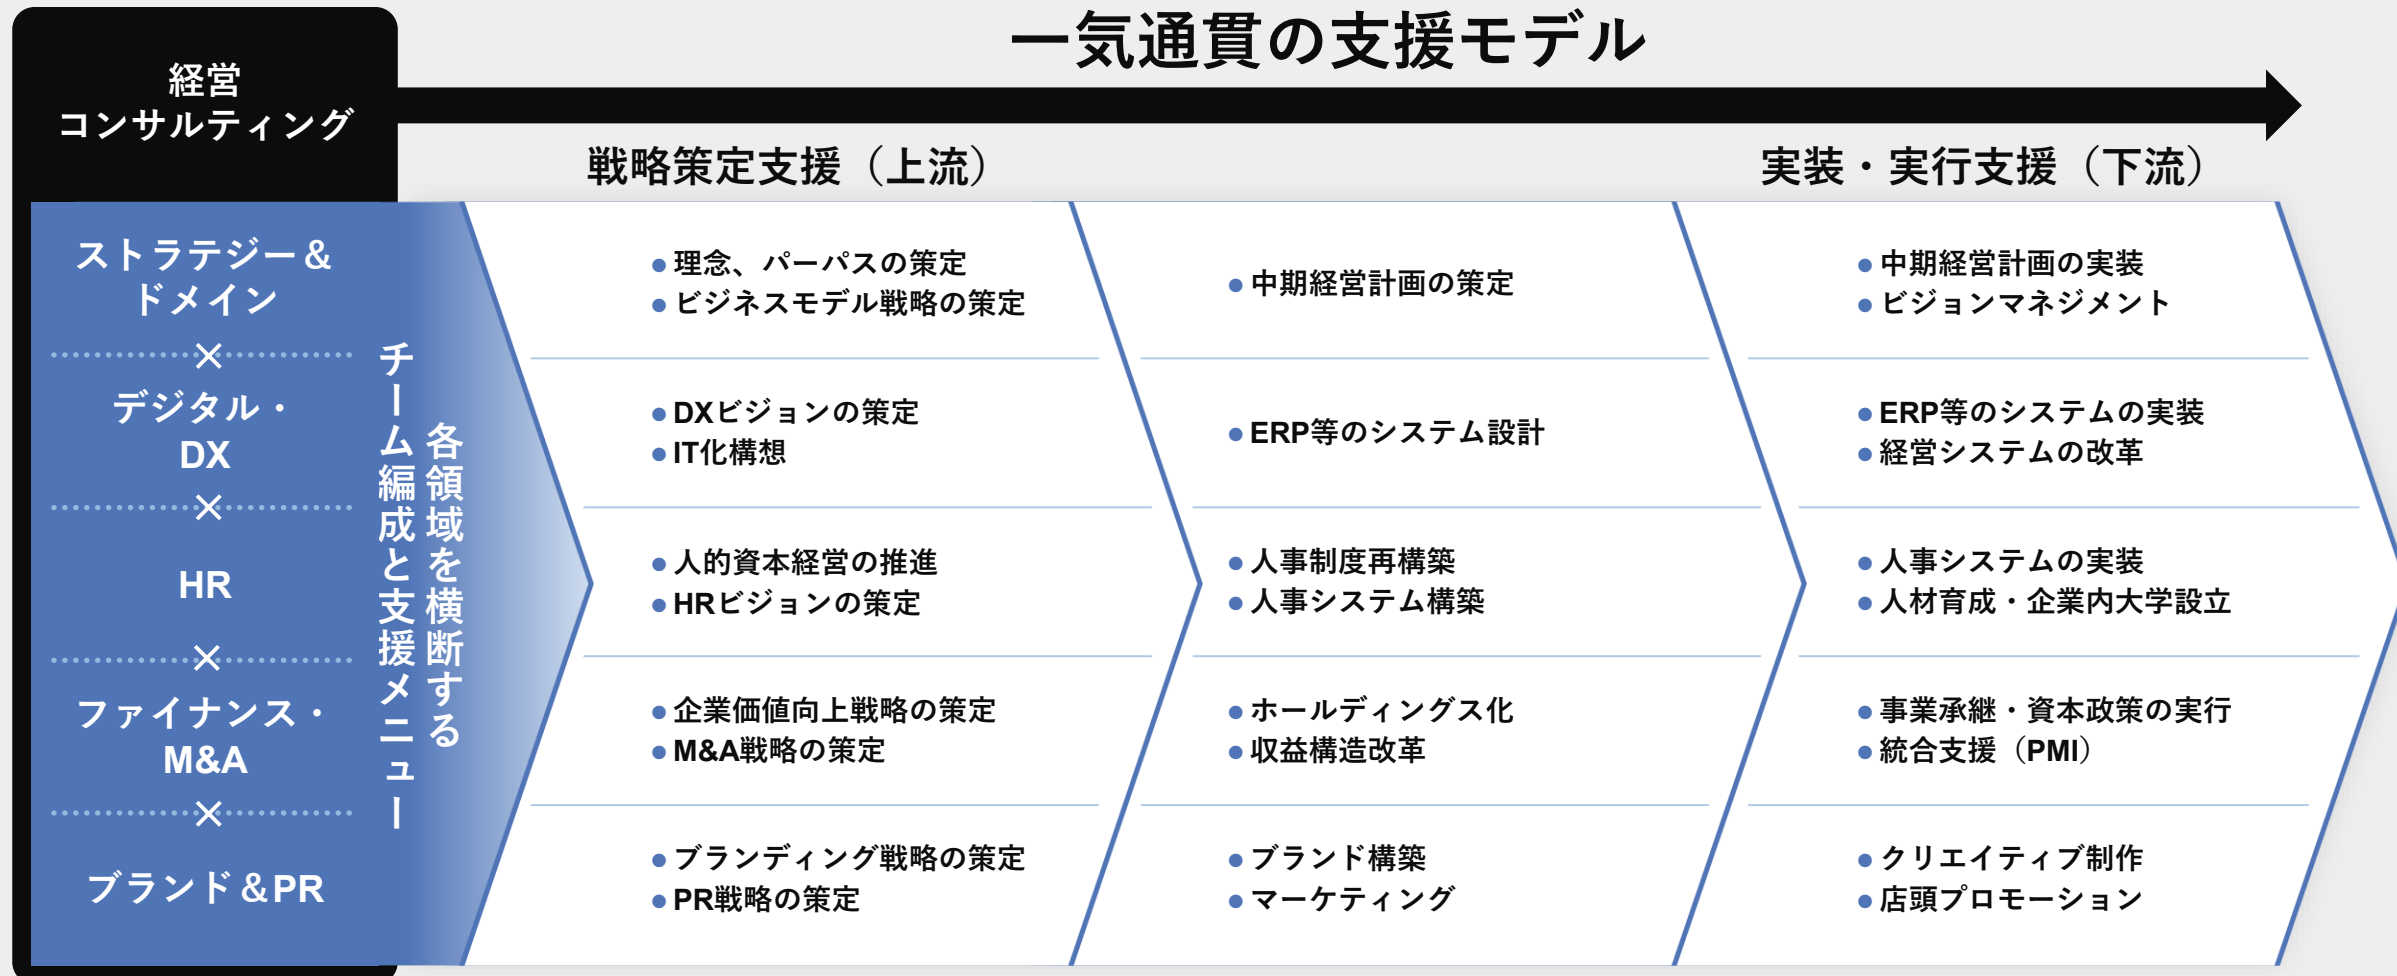 一気通貫の支援モデル
経営
コンサルティング
戦略策定支援（上流）
実装・実行支援（下流）
各領域を横断する
チーム編成と支援メニュー
ストラテジー＆
ドメイン
●理念、パーパスの策定
●ビジネスモデル戦略の策定
●中期経営計画の策定
●中期経営計画の実装
●ビジョンマネジメント
×
デジタル・
DX
●DXビジョンの策定
●IT化構想
●ERP等のシステム設計
●ERP等のシステムの実装
●経営システムの改革
×
HR
●人的資本経営の推進
●HRビジョンの策定
●人事制度再構築
●人事システム構築
●人事システムの実装
●人材育成・企業内大学設立
×
ファイナンス・
M&A
●企業価値向上戦略の策定
●M&A戦略の策定
●ホールディングス化
●収益構造改革
●事業承継・資本政策の実行
●統合支援（PMI）
×
ブランド＆PR
●ブランディング戦略の策定
●PR戦略の策定
●ブランド構築
●マーケティング
●クリエイティブ制作
●店頭プロモーション